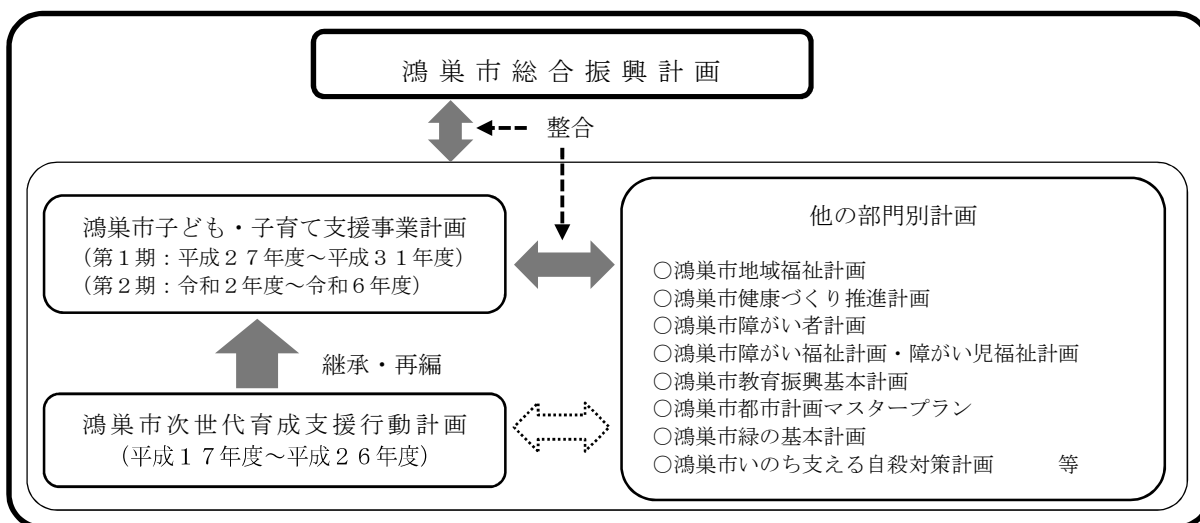 鴻巣市総合振興計画
整合
鴻巣市子ども・子育て支援事業計画
(第１期：平成２７年度～平成３１年度)
(第２期：令和２年度～令和６年度)
継承・再編
鴻巣市次世代育成支援行動計画
(平成１７年度～平成２６年度)
他の部門別計画
○鴻巣市地域福祉計画
○鴻巣市健康づくり推進計画
○鴻巣市障がい者計画
○鴻巣市障がい福祉計画・障がい児福祉計画
○鴻巣市教育振興基本計画
○鴻巣市都市計画マスタープラン
○鴻巣市緑の基本計画
○鴻巣市いのち支える自殺対策計画　　等